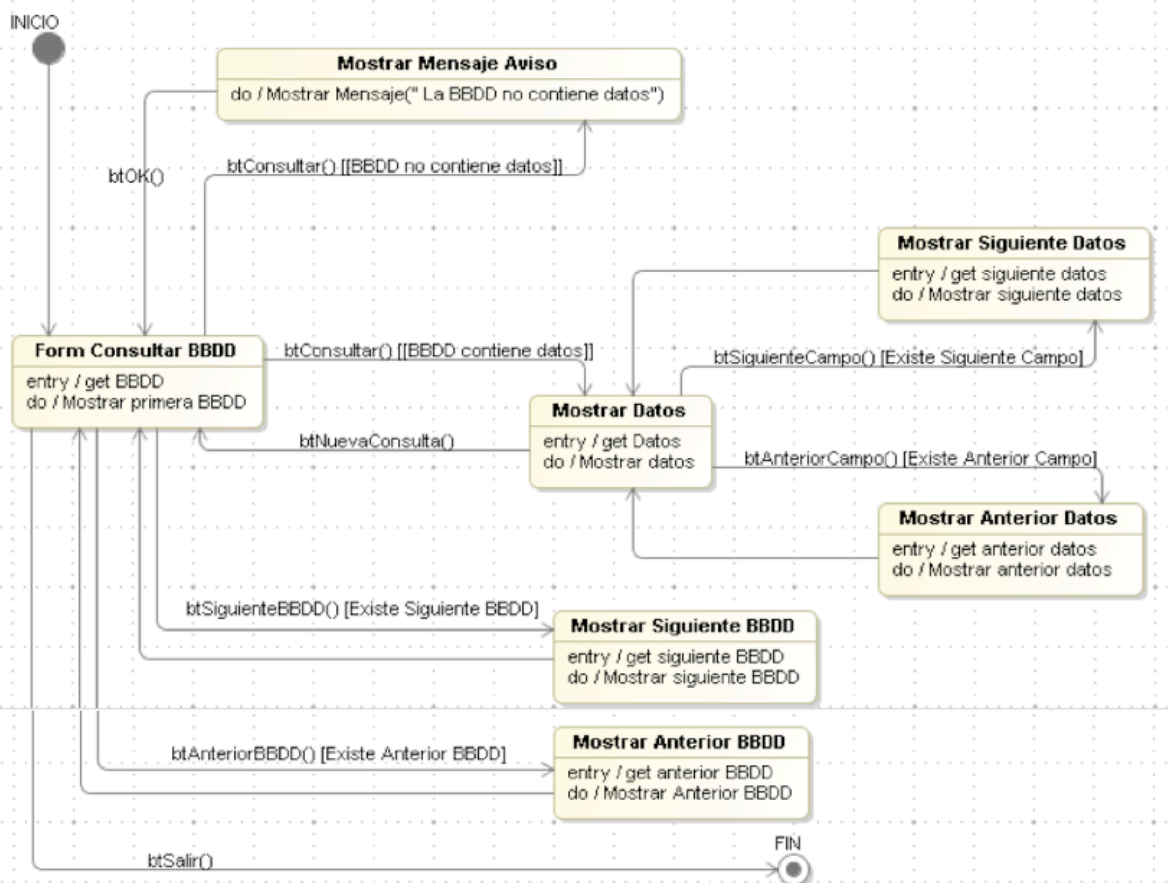 INICIO
Mostrar Mensaje Aviso
do / Mostrar Mensaje(" La BBDD no contiene datos")
btConsultar() [[BBDD no contiene datos]]
btOK()
Mostrar Siguiente Datos
entry / get siguiente datos
do / Mostrar siguiente datos
Form Consultar BBDD
entry / get BBDD
do / Mostrar primera BBDD
btConsultar() [[BBDD contiene datos]]
btSiguienteCampo() [Existe Siguiente Campo]
Mostrar Datos
entry / get Datos
do / Mostrar datos
btNuevaConsulta()
btAnteriorCampo() [Existe Anterior Campo]
Mostrar Anterior Datos
entry / get anterior datos
do / Mostrar anterior datos
btSiguienteBBDD() [Existe Siguiente BBDD]
Mostrar Siguiente BBDD
entry / get siguiente BBDD
do / Mostrar siguiente BBDD
btAnteriorBBDD() [Existe Anterior BBDD]
Mostrar Anterior BBDD
entry / get anterior BBDD
do / Mostrar Anterior BBDD
FIN
btSalir()